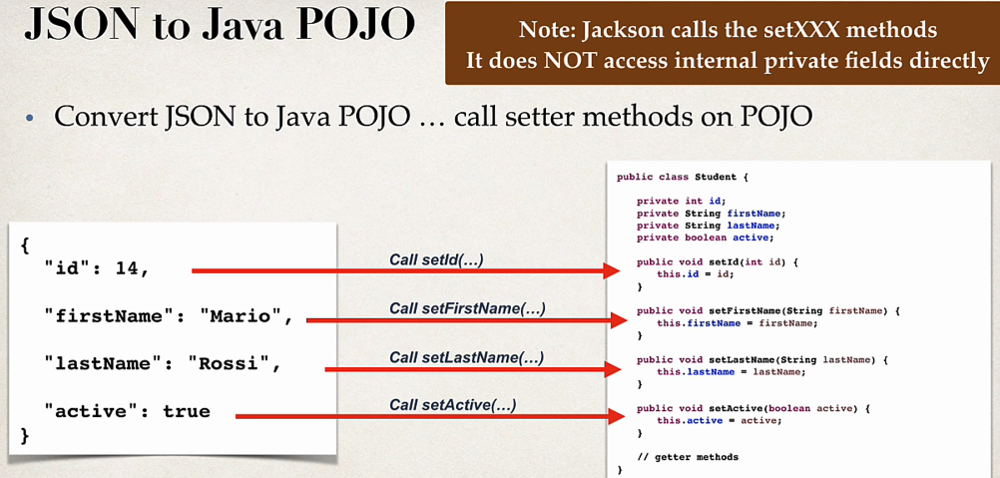 JSON to Java POJO
Note: Jackson calls the setXXX methods
It does NOT access internal private fields directly
• Convert JSON to Java POJO … call setter methods on POJO
{
"id": 14,
"firstName": "Mario",
"lastName": "Rossi",
"active": true
}
Call setId(…)
Call setFirstName(…)
Call setLastName(…)
Call setActive(…)
public class Student {
private int id;
private String firstName;
private String lastName;
private boolean active;
public void setId(int id) {
this.id = id;
}
public void setFirstName(String firstName) {
this.firstName = firstName;
}
public void setLastName(String lastName) {
this.lastName = lastName;
}
public void setActive(boolean active) {
this.active = active;
}
// getter methods
}